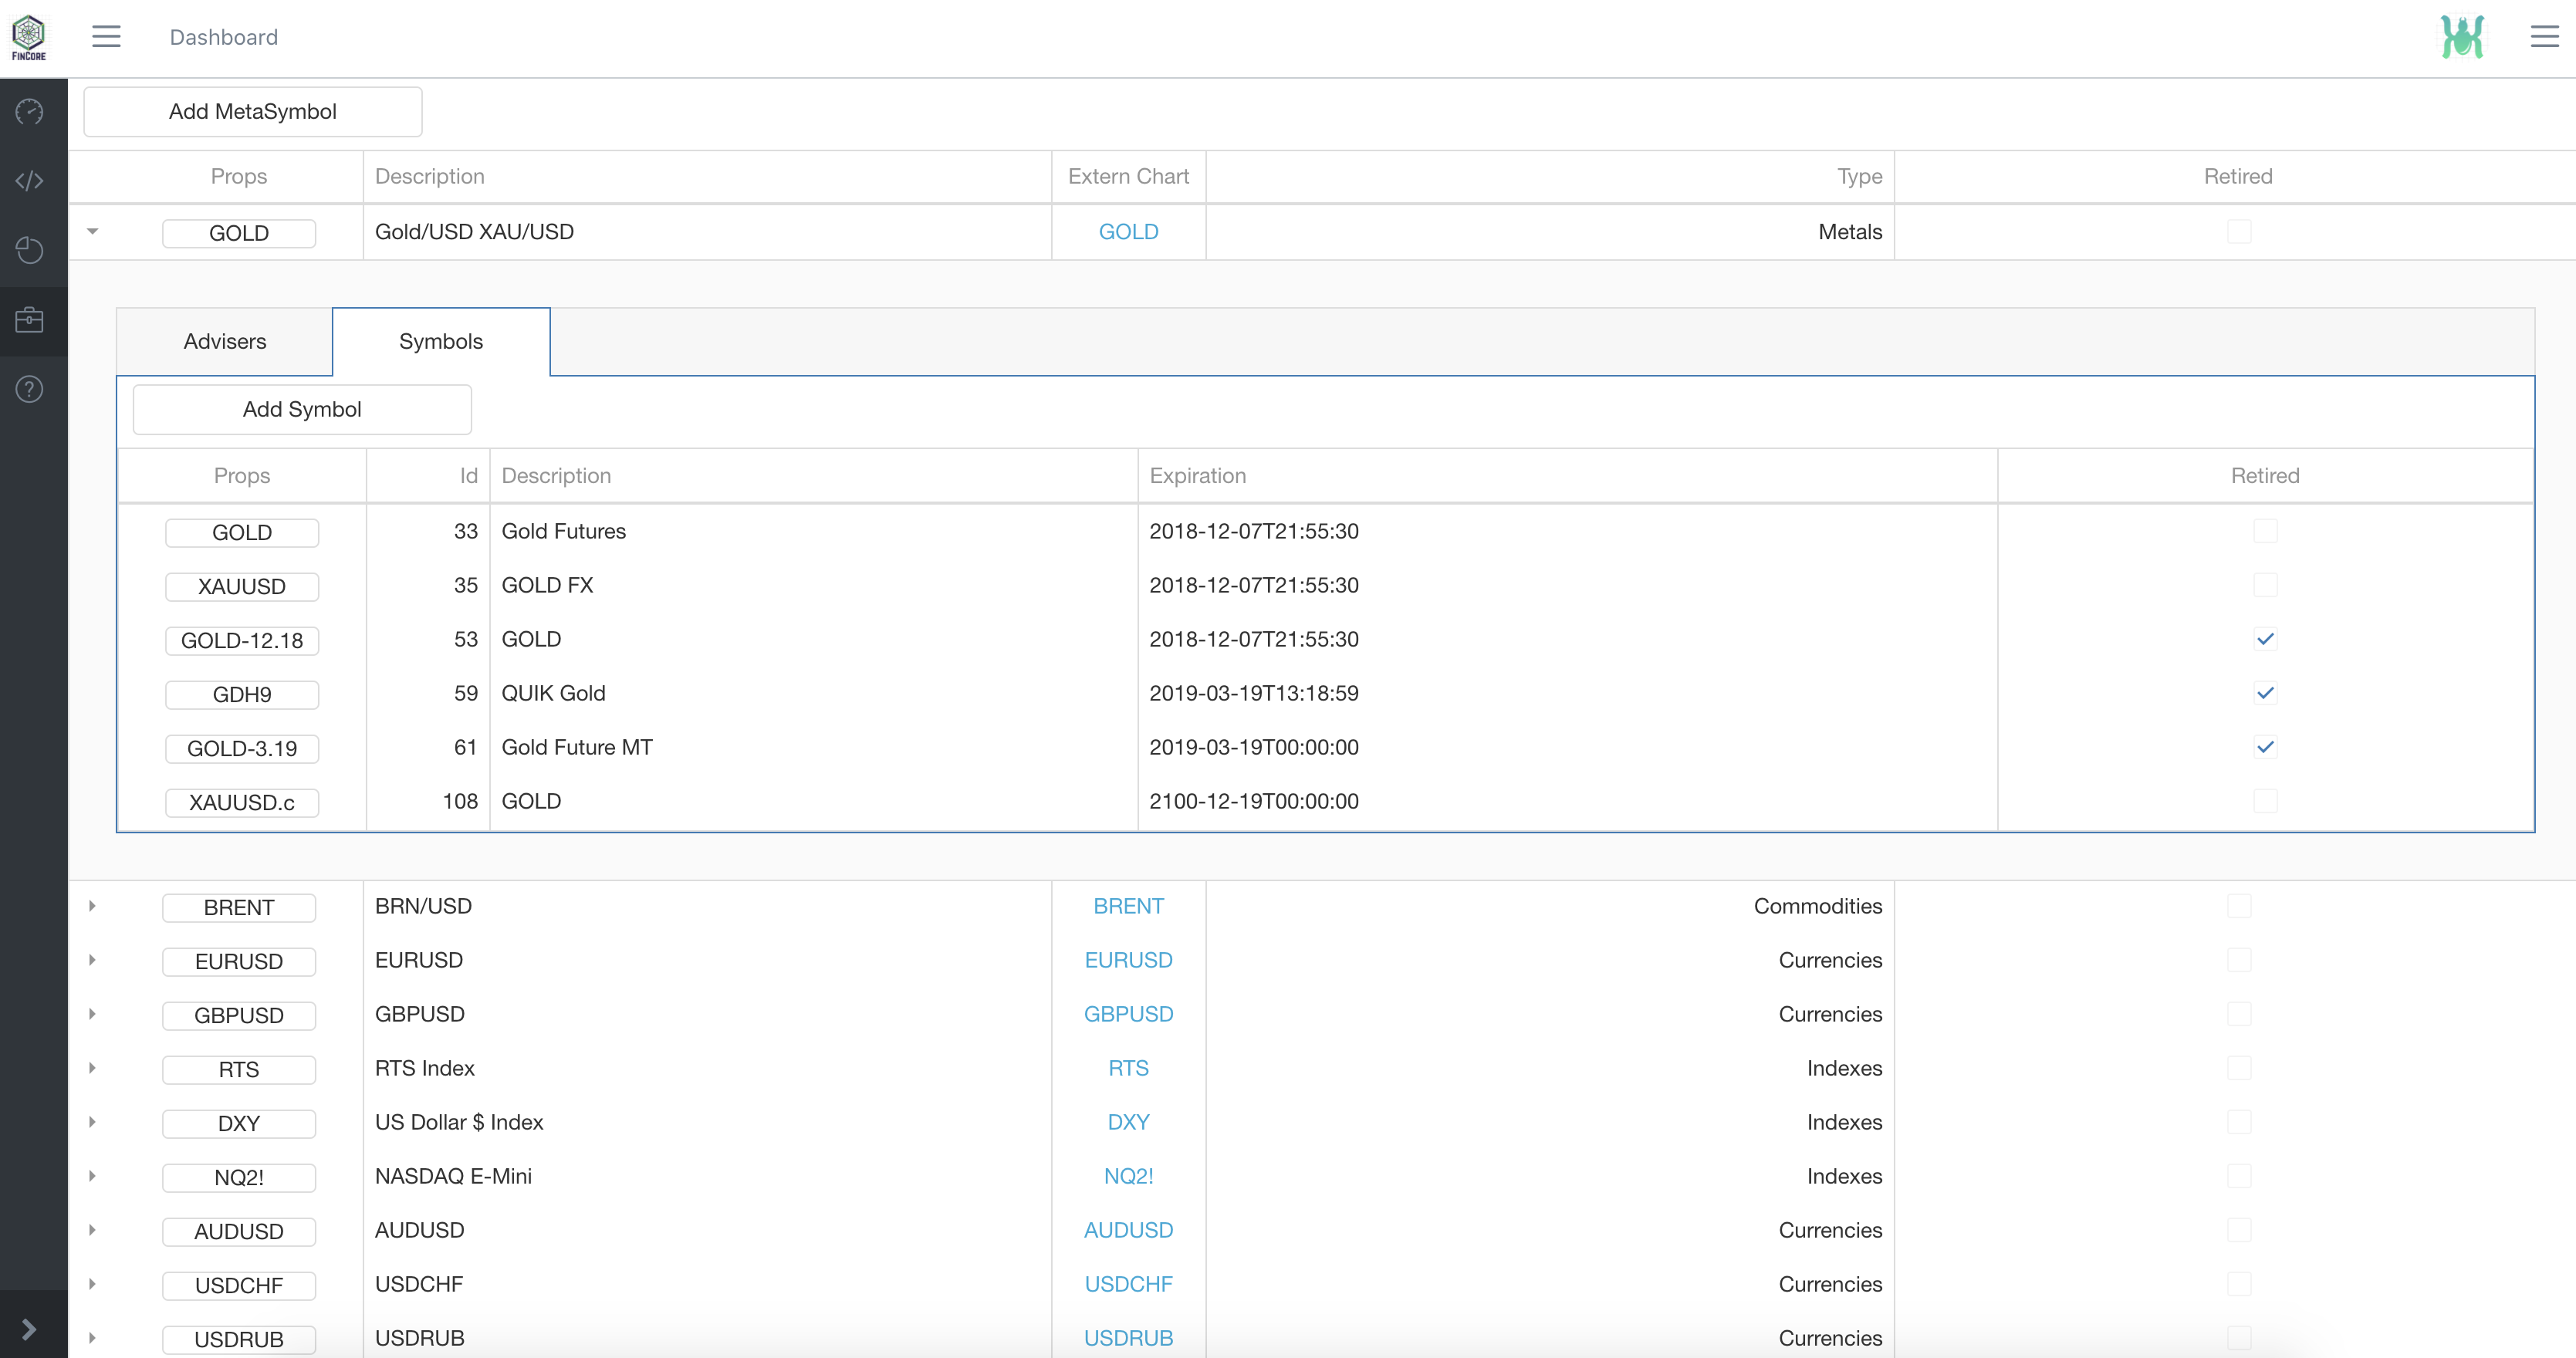 FINCORE
Dashboard
Add MetaSymbol
Props Description Extern Chart Type Retired
GOLD Gold/USD XAU/USD GOLD Metals
Advisers Symbols
Add Symbol
Props Id Description Expiration Retired
GOLD 33 Gold Futures 2018-12-07T21:55:30
XAUUSD 35 GOLD FX 2018-12-07T21:55:30
GOLD-12.18 53 GOLD 2018-12-07T21:55:30
GDH9 59 QUIK Gold 2019-03-19T13:18:59
GOLD-3.19 61 Gold Future MT 2019-03-19T00:00:00
XAUUSD.c 108 GOLD 2100-12-19T00:00:00
BRENT BRN/USD BRENT Commodities
EURUSD EURUSD EURUSD Currencies
GBPUSD GBPUSD GBPUSD Currencies
RTS RTS Index RTS Indexes
DXY US Dollar $ Index DXY Indexes
NQ2! NASDAQ E-Mini NQ2! Indexes
AUDUSD AUDUSD AUDUSD Currencies
USDCHF USDCHF USDCHF Currencies
USDRUB USDRUB USDRUB Currencies